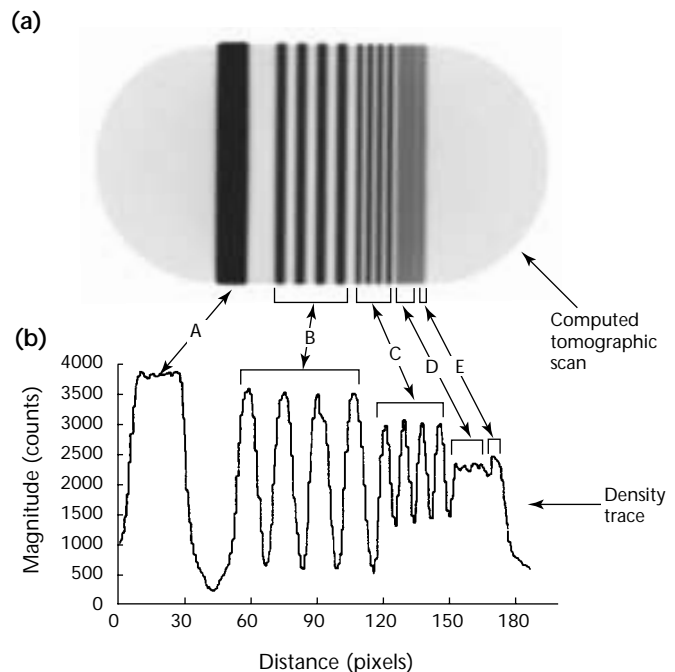 (a)
A
B
C
D
E
Computed
tomographic
scan
(b)
4000
3500
3000
2500
2000
1500
1000
500
0
Magnitude (counts)
Density
trace
0 30 60 90 120 150 180
Distance (pixels)